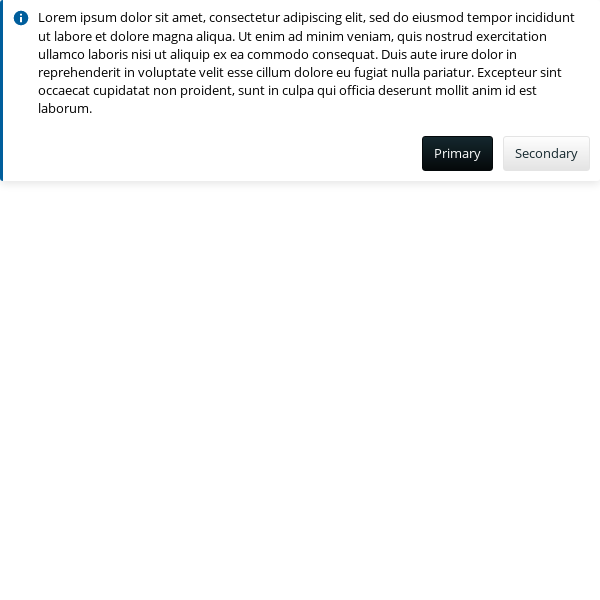 Lorem ipsum dolor sit amet, consectetur adipiscing elit, sed do eiusmod tempor incididunt
ut labore et dolore magna aliqua. Ut enim ad minim veniam, quis nostrud exercitation
ullamco laboris nisi ut aliquip ex ea commodo consequat. Duis aute irure dolor in
reprehenderit in voluptate velit esse cillum dolore eu fugiat nulla pariatur. Excepteur sint
occaecat cupidatat non proident, sunt in culpa qui officia deserunt mollit anim id est
laborum.
Primary Secondary